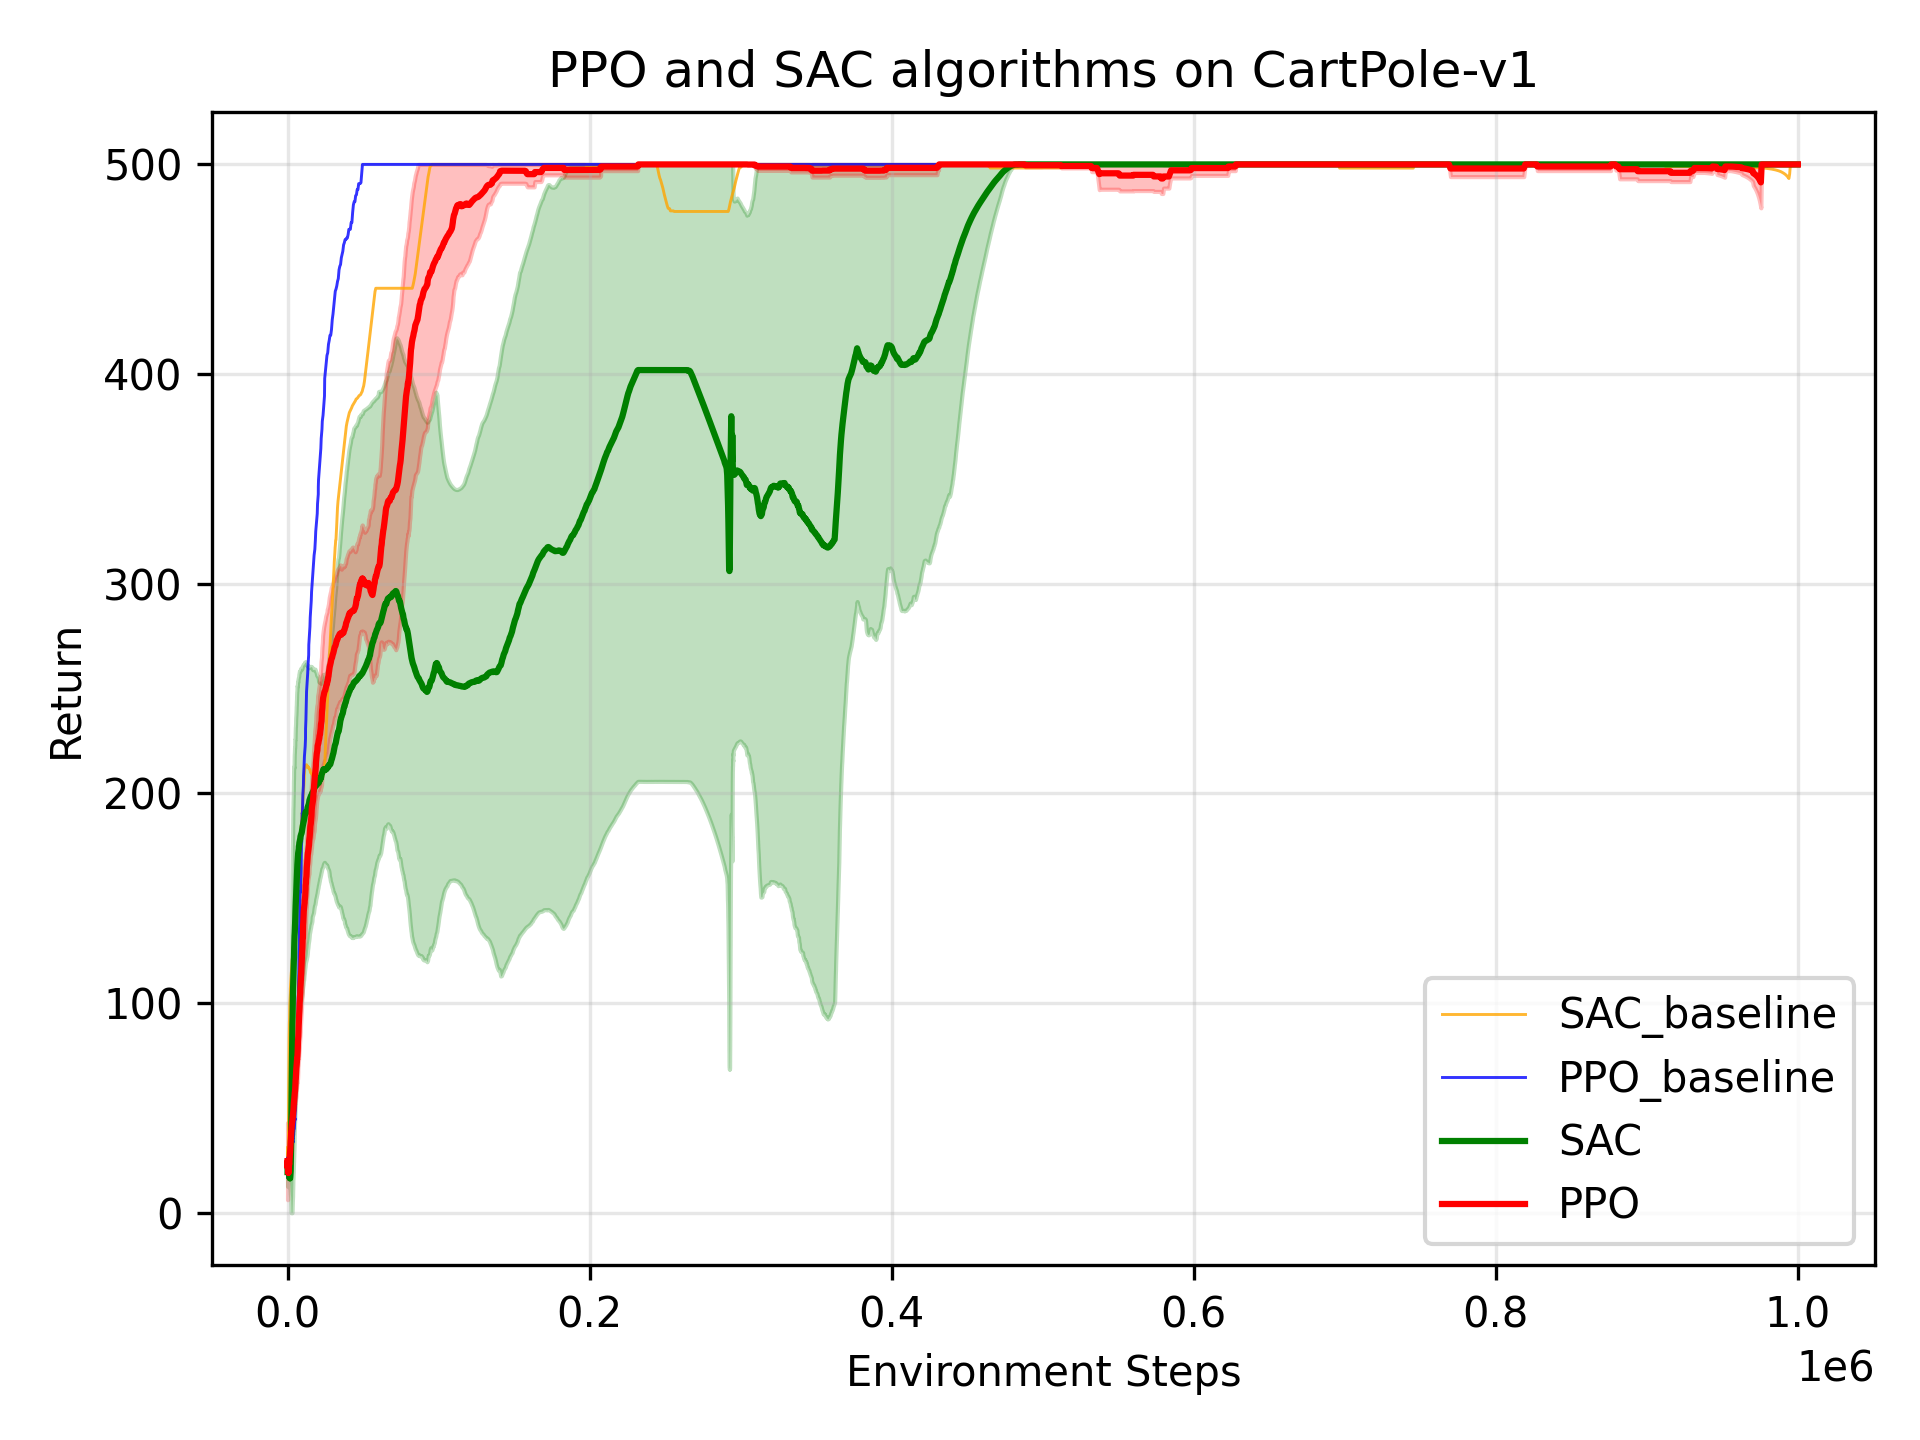 PPO and SAC algorithms on CartPole-v1
500
400
300
200
100
0
Return
0.0
0.2
0.4
0.6
0.8
1.0
1e6
Environment Steps
SAC_baseline
PPO_baseline
SAC
PPO